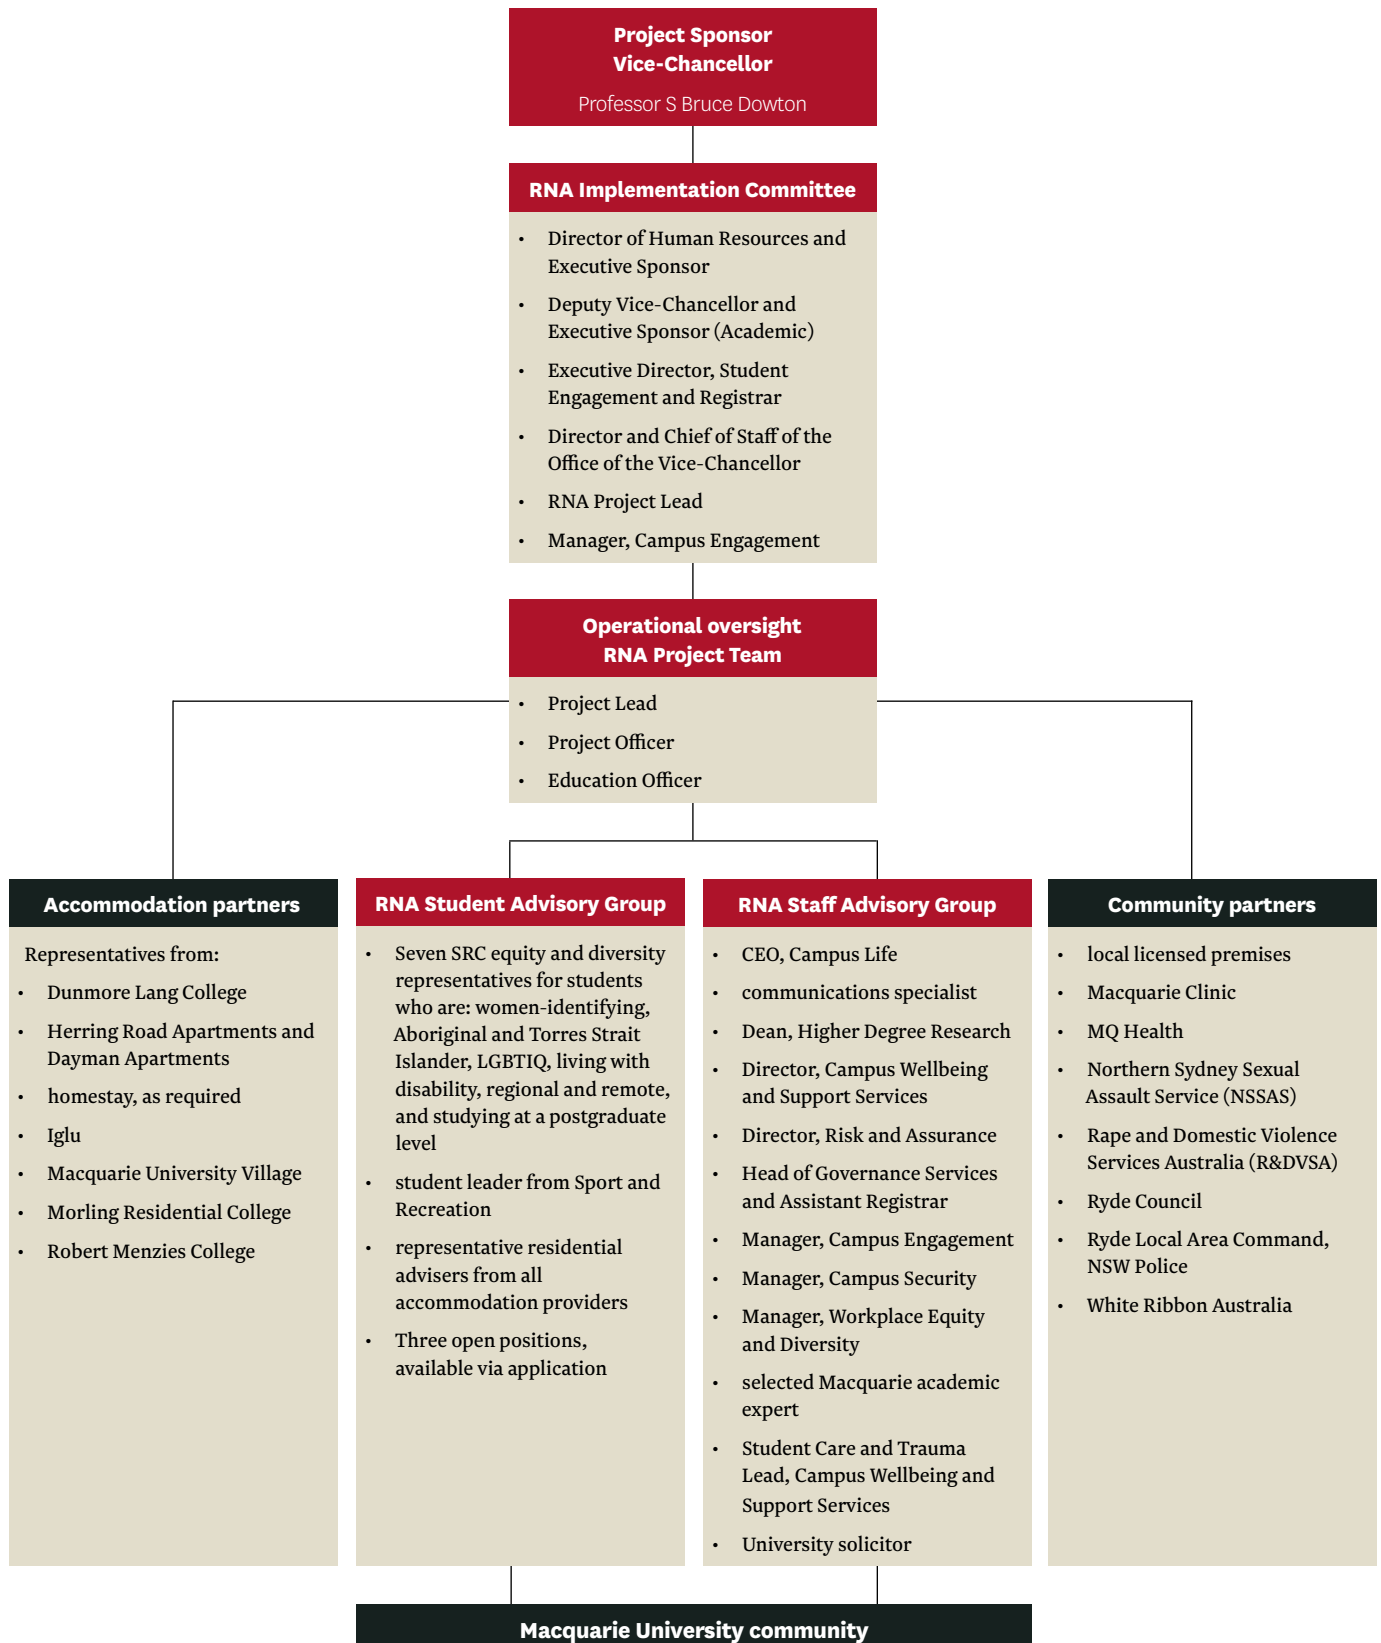 Project Sponsor
Vice-Chancellor
Professor S Bruce Dowton
RNA Implementation Committee
• Director of Human Resources and
Executive Sponsor
• Deputy Vice-Chancellor and
Executive Sponsor (Academic)
• Executive Director, Student
Engagement and Registrar
• Director and Chief of Staff of the
Office of the Vice-Chancellor
• RNA Project Lead
• Manager, Campus Engagement
Operational oversight
RNA Project Team
• Project Lead
• Project Officer
• Education Officer
Accommodation partners
Representatives from:
• Dunmore Lang College
• Herring Road Apartments and
Dayman Apartments
• homestay, as required
• Iglu
• Macquarie University Village
• Morling Residential College
• Robert Menzies College
RNA Student Advisory Group
• Seven SRC equity and diversity
representatives for students
who are: women-identifying,
Aboriginal and Torres Strait
Islander, LGBTIQ, living with
disability, regional and remote,
and studying at a postgraduate
level
• student leader from Sport and
Recreation
• representative residential
advisers from all
accommodation providers
• Three open positions,
available via application
RNA Staff Advisory Group
• CEO, Campus Life
• communications specialist
• Dean, Higher Degree Research
• Director, Campus Wellbeing
and Support Services
• Director, Risk and Assurance
• Head of Governance Services
and Assistant Registrar
• Manager, Campus Engagement
• Manager, Campus Security
• Manager, Workplace Equity
and Diversity
• selected Macquarie academic
expert
• Student Care and Trauma
Lead, Campus Wellbeing and
Support Services
• University solicitor
Community partners
• local licensed premises
• Macquarie Clinic
• MQ Health
• Northern Sydney Sexual
Assault Service (NSSAS)
• Rape and Domestic Violence
Services Australia (R&DVSA)
• Ryde Council
• Ryde Local Area Command,
NSW Police
• White Ribbon Australia
Macquarie University community